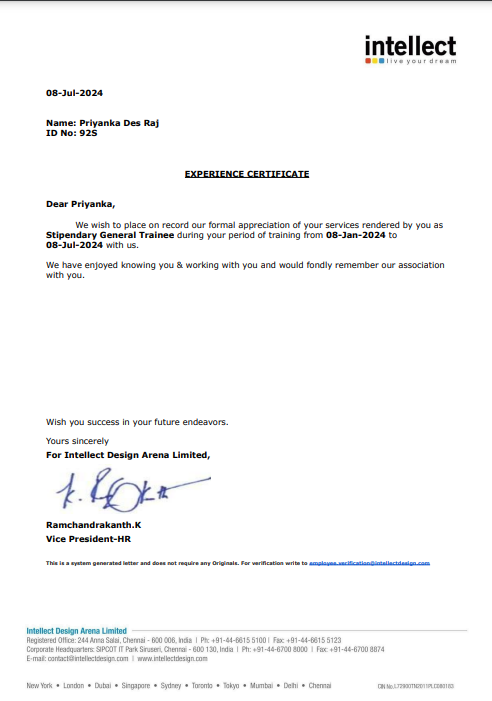 intellect
live your dream
08-Jul-2024
Name: Priyanka Des Raj
ID No: 92S
EXPERIENCE CERTIFICATE
Dear Priyanka,
We wish to place on record our formal appreciation of your services rendered by you as
Stipendary General Trainee during your period of training from 08-Jan-2024 to
08-Jul-2024 with us.
We have enjoyed knowing you & working with you and would fondly remember our association
with you.
Wish you success in your future endeavors.
Yours sincerely
For Intellect Design Arena Limited,
Ramchandrakanth.K
Vice President-HR
This is a system generated letter and does not require any Originals. For verification write to employee.verification@intellectdesign.com
Intellect Design Arena Limited
Registered Office: 244 Anna Salai, Chennai - 600 006, India | Ph: +91-44-6615 5100 | Fax: +91-44-6615 5123
Corporate Headquarters: SIPCOT IT Park Siruseri, Chennai - 600 130, India | Ph: +91-44-6700 8000 | Fax: +91-44-6700 8874
E-mail: contact@intellectdesign.com | www.intellectdesign.com
New York • London • Dubai • Singapore • Sydney • Toronto • Tokyo • Mumbai • Delhi • Chennai
CIN No.